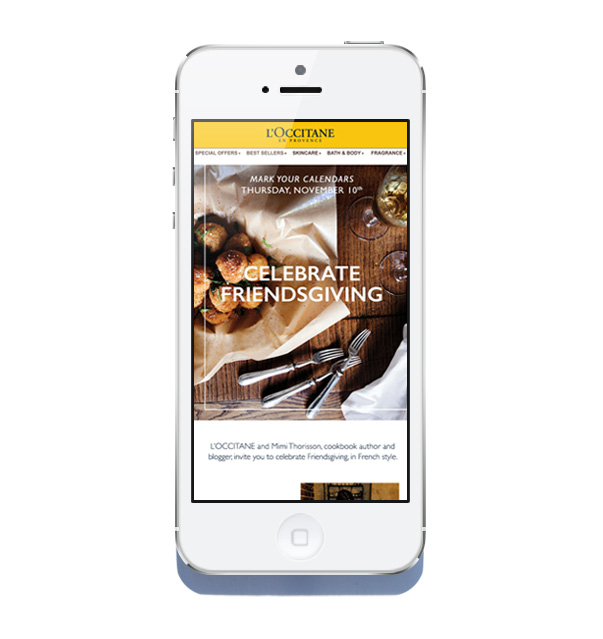 L'OCCITANE
EN PROVENCE
SPECIAL OFFERS BEST SELLERS SKINCARE BATH & BODY FRAGRANCE
MARK YOUR CALENDARS
THURSDAY, NOVEMBER 10th
CELEBRATE
FRIENDSGIVING
L'OCCITANE and Mimi Thorisson, cookbook author and
blogger, invite you to celebrate Friendsgiving, in French style.